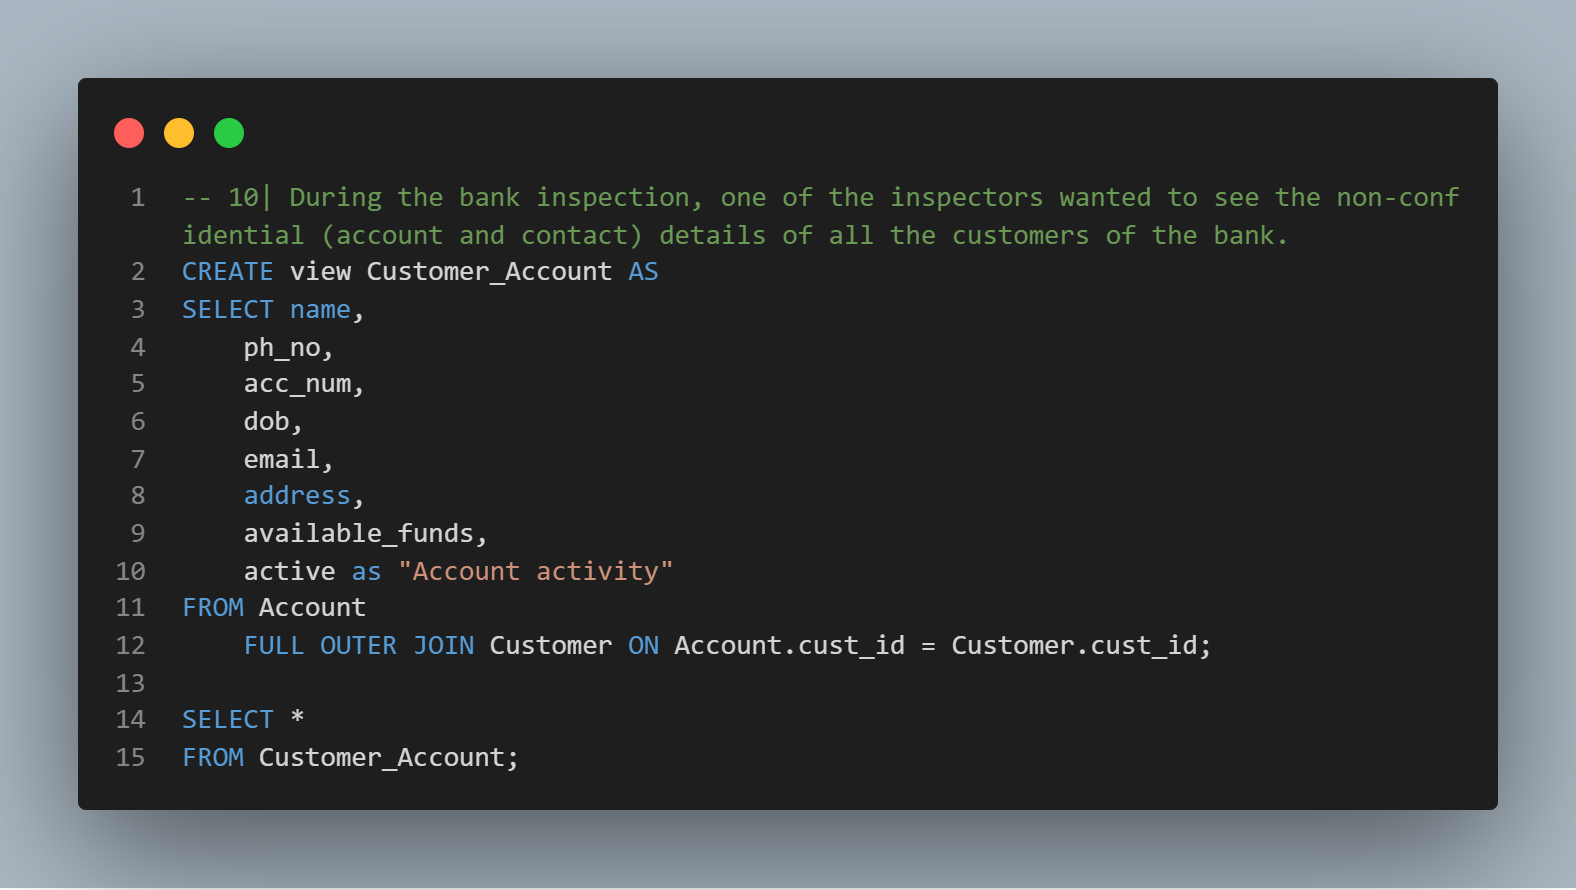 1 -- 10| During the bank inspection, one of the inspectors wanted to see the non-conf
idential (account and contact) details of all the customers of the bank.
2 CREATE view Customer_Account AS
3 SELECT name,
4     ph_no,
5     acc_num,
6     dob,
7     email,
8     address,
9     available_funds,
10     active as "Account activity"
11 FROM Account
12     FULL OUTER JOIN Customer ON Account.cust_id = Customer.cust_id;
13
14 SELECT *
15 FROM Customer_Account;